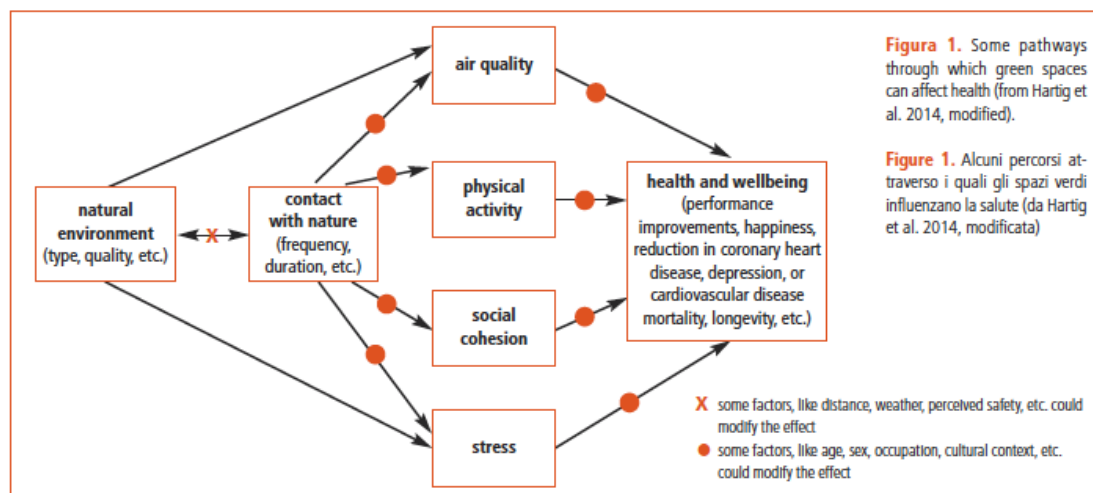 air quality
physical
activity
social
cohesion
stress
natural
environment
(type, quality, etc.)
X
contact
with nature
(frequency,
duration, etc.)
health and wellbeing
(performance
improvements, happiness,
reduction in coronary heart
disease, depression, or
cardiovascular disease
mortality, longevity, etc.)
Figura 1. Some pathways
through which green spaces
can affect health (from Hartig
et al. 2014, modified).
Figure 1. Alcuni percorsi at-
traverso i quali gli spazi verdi
influenzano la salute (da Hartig
et al. 2014, modificata)
X some factors, like distance, weather, perceived safety, etc. could
modify the effect
some factors, like age, sex, occupation, cultural context, etc.
could modify the effect